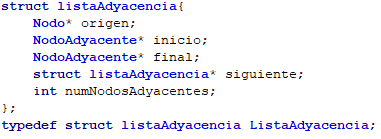 struct listaAdyacencia{
    Nodo* origen;
    NodoAdyacente* inicio;
    NodoAdyacente* final;
    struct listaAdyacencia* siguiente;
    int numNodosAdyacentes;
};
typedef struct listaAdyacencia ListaAdyacencia;